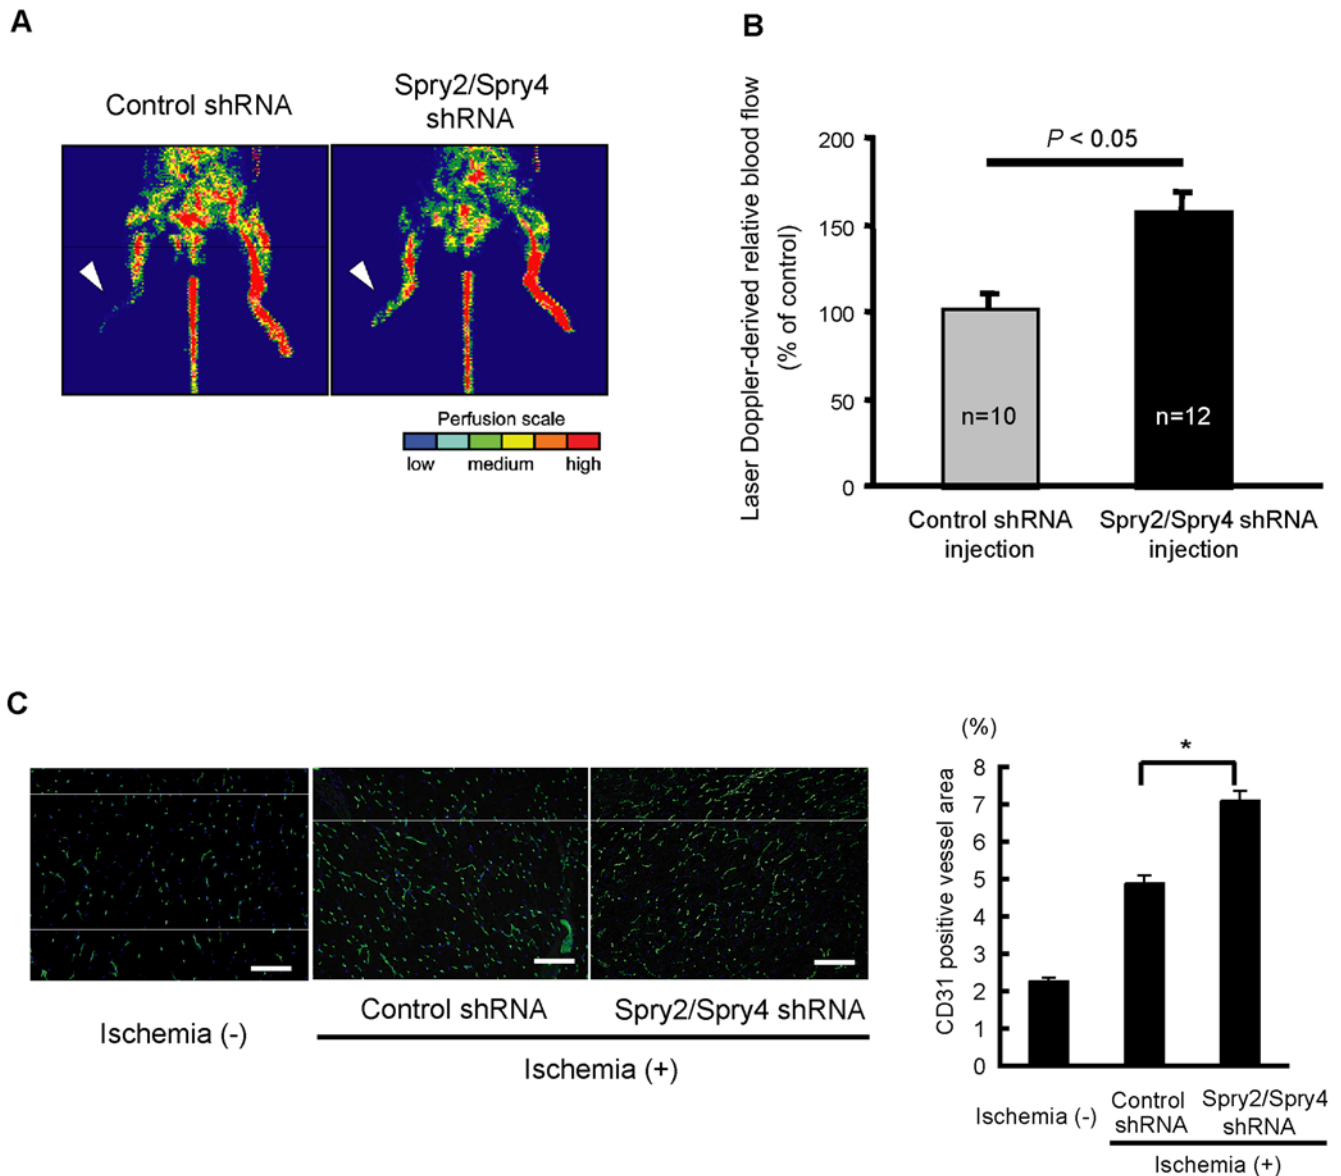 A
Control shRNA
Spry2/Spry4
shRNA
Perfusion scale
low medium high
B
Laser Doppler-derived relative blood flow
(% of control)
200
150
100
50
0
P < 0.05
n=10
n=12
Control shRNA
injection
Spry2/Spry4 shRNA
injection
C
Ischemia (-)
Control shRNA
Spry2/Spry4 shRNA
Ischemia (+)
(%)
CD31 positive vessel area
8
7
6
5
4
3
2
1
0
*
Ischemia (-)
Control
shRNA
Spry2/Spry4
shRNA
Ischemia (+)